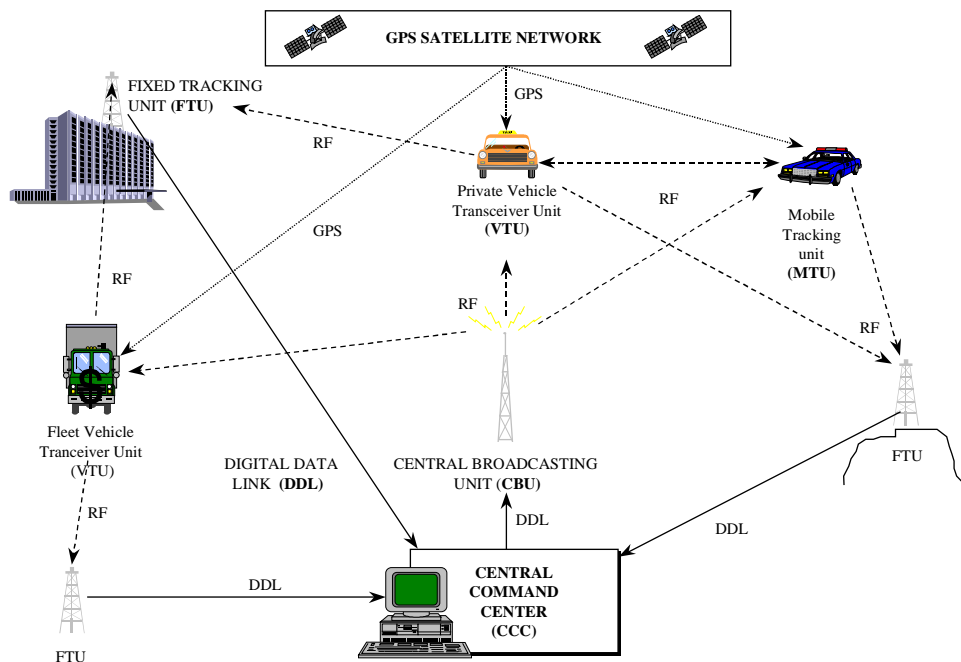 GPS SATELLITE NETWORK
FIXED TRACKING
UNIT (FTU)
GPS
RF
TAXI
Private Vehicle
Transceiver Unit
(VTU)
RF
Mobile
Tracking
unit
(MTU)
GPS
RF
RF
RF
$
Fleet Vehicle
Tranceiver Unit
(VTU)
FTU
DIGITAL DATA
LINK (DDL)
CENTRAL BROADCASTING
UNIT (CBU)
RF
DDL
DDL
DDL
CENTRAL
COMMAND
CENTER
(CCC)
FTU